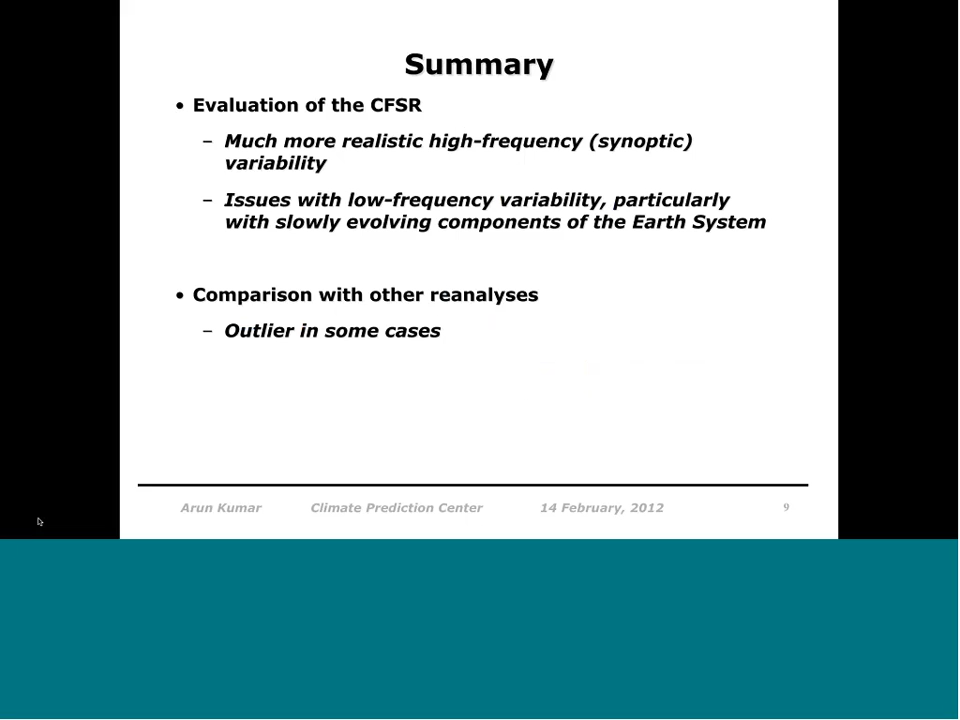 Summary
• Evaluation of the CFSR
– Much more realistic high-frequency (synoptic)
variability
– Issues with low-frequency variability, particularly
with slowly evolving components of the Earth System
• Comparison with other reanalyses
– Outlier in some cases
Arun Kumar Climate Prediction Center 14 February, 2012 9